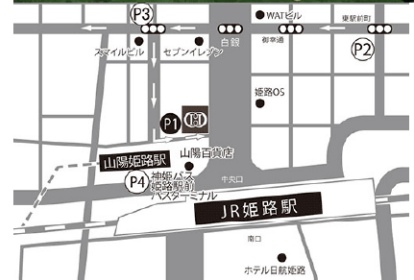 P3
WATビル
東駅前町
スマイルビル
セブンイレブン
白銀
御幸通
P2
姫路OS
P1
山陽百貨店
山陽姫路駅
P4
神姫バス
姫路駅前
バスターミナル
中央口
JR姫路駅
南口
ホテル日航姫路